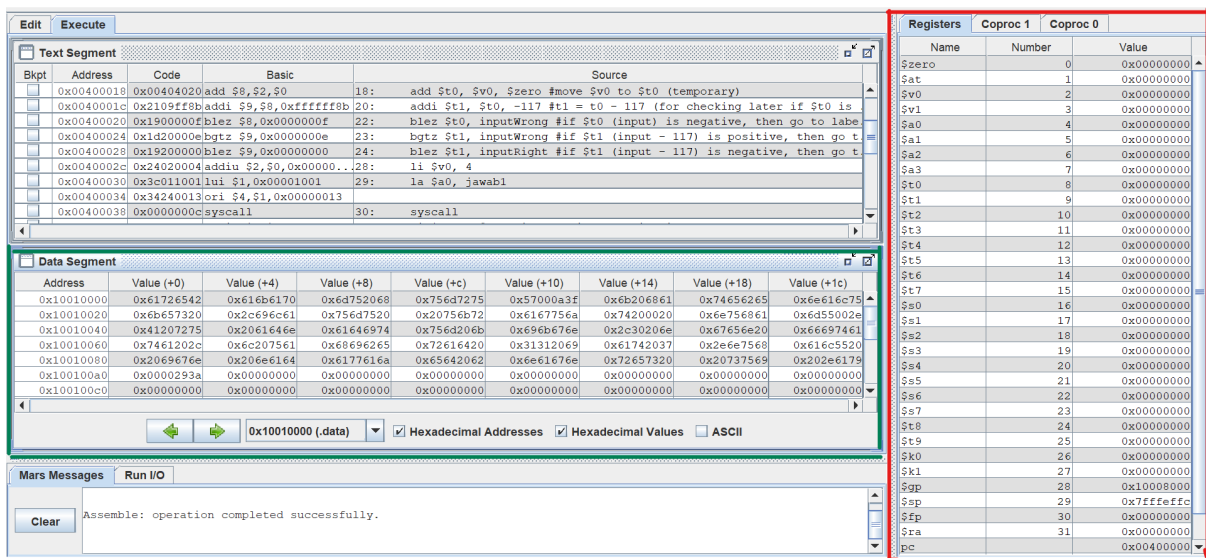 Edit Execute
Text Segment
Bkpt Address Code Basic Source
0x00400018 0x00404020 add $8,$2,$0 18: add $t0, $v0, $zero #move v0 to $t0 (temporary)
0x0040001c 0x2109ff8b addi $9,$8,0xffffff8b 20: addi $t1, $t0, -117 #t1 = t0 - 117 (for checking later if $t0 is .
0x00400020 0x1900000f blez $8,0x0000000f 22: blez $t0, inputWrong #if $t0 (input) is negative, then go to labe.
0x00400024 0x1d20000e bgtz $9,0x0000000e 23: bgtz $t1, inputWrong #if $t1 (input - 117) is positive, then go t.
0x00400028 0x19200000 blez $9,0x00000000 24: blez $t1, inputRight #if $t1 (input - 117) is negative, then go t.
0x0040002c 0x24020004 addiu $2,$0,0x00000... 28: li $v0, 4
0x00400030 0x3c011001 lui $1,0x00001001 29: la $a0, jawab1
0x00400034 0x34240013 ori $4,$1,0x00000013
0x00400038 0x0000000c syscall 30: syscall
Data Segment
Address Value (+0) Value (+4) Value (+8) Value (+c) Value (+10) Value (+14) Value (+18) Value (+1c)
0x10010000 0x61726542 0x616b6170 0x6d752068 0x756d7275 0x57000a3f 0x6b206861 0x74656265 0x6e616c75
0x10010020 0x6b657320 0x2c696c61 0x756d7520 0x20756b72 0x6167756a 0x74200020 0x6e756861 0x6d55002e
0x10010040 0x41207275 0x2061646e 0x61646974 0x756d206b 0x696b676e 0x2c30206e 0x67656e20 0x66697461
0x10010060 0x7461202c 0x6c207561 0x68696265 0x72616420 0x31312069 0x61742037 0x2e6e7568 0x616c5520
0x10010080 0x2069676e 0x206e6164 0x6177616a 0x65642062 0x6e61676e 0x72657320 0x20737569 0x202e6179
0x100100a0 0x0000293a 0x00000000 0x00000000 0x00000000 0x00000000 0x00000000 0x00000000 0x00000000
0x100100c0 0x00000000 0x00000000 0x00000000 0x00000000 0x00000000 0x00000000 0x00000000 0x00000000
0x10010000 (.data) Hexadecimal Addresses Hexadecimal Values ASCII
Mars Messages Run I/O
Clear
Assemble: operation completed successfully.
Registers Coproc 1 Coproc 0
Name Number Value
$zero 0 0x00000000
$at 1 0x00000000
$v0 2 0x00000000
$v1 3 0x00000000
$a0 4 0x00000000
$a1 5 0x00000000
$a2 6 0x00000000
$a3 7 0x00000000
$t0 8 0x00000000
$t1 9 0x00000000
$t2 10 0x00000000
$t3 11 0x00000000
$t4 12 0x00000000
$t5 13 0x00000000
$t6 14 0x00000000
$t7 15 0x00000000
$s0 16 0x00000000
$s1 17 0x00000000
$s2 18 0x00000000
$s3 19 0x00000000
$s4 20 0x00000000
$s5 21 0x00000000
$s6 22 0x00000000
$s7 23 0x00000000
$t8 24 0x00000000
$t9 25 0x00000000
$k0 26 0x00000000
$k1 27 0x00000000
$gp 28 0x10008000
$sp 29 0x7fffeffc
$fp 30 0x00000000
$ra 31 0x00000000
pc 0x00400000